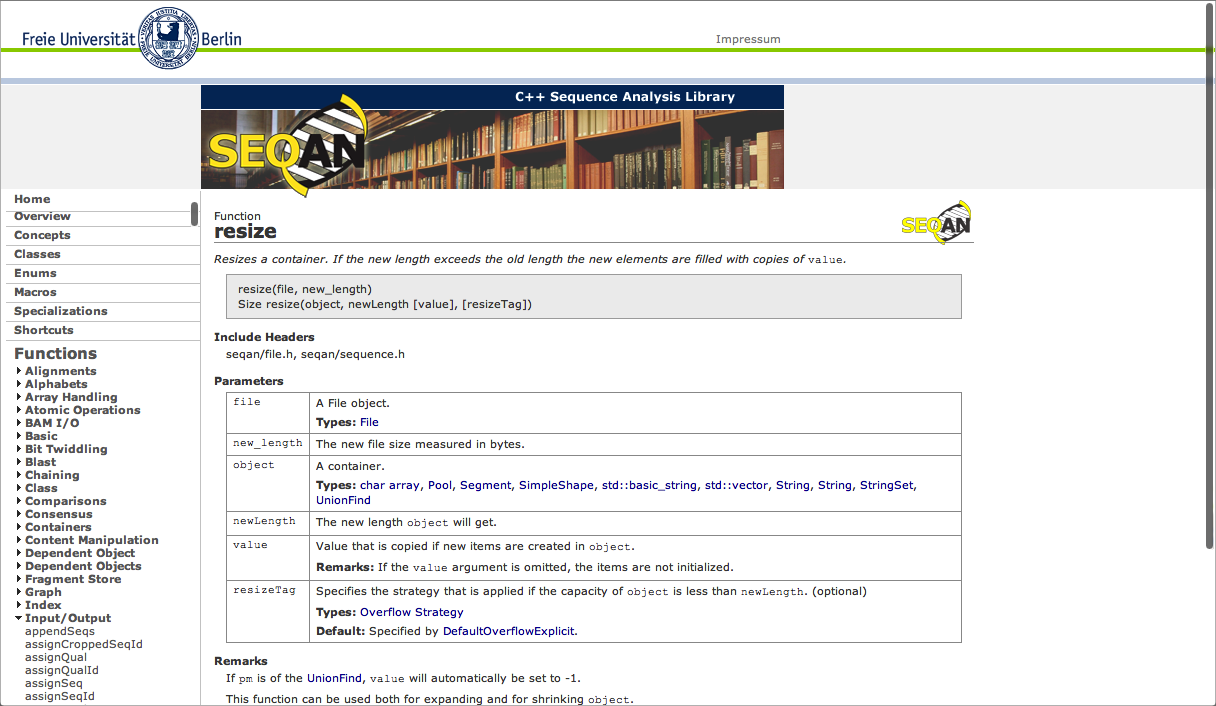 Freie Universität Berlin
Impressum
C++ Sequence Analysis Library
SEQAN
Home
Overview
Concepts
Classes
Enums
Macros
Specializations
Shortcuts
Functions
Alignments
Alphabets
Array Handling
Atomic Operations
BAM I/O
Basic
Bit Twiddling
Blast
Chaining
Class
Comparisons
Consensus
Containers
Content Manipulation
Dependent Object
Dependent Objects
Fragment Store
Graph
Index
Input/Output
appendSeqs
assignCroppedSeqId
assignQual
assignQualId
assignSeq
assignSeqId
Function
resize
SEQAN
Resizes a container. If the new length exceeds the old length the new elements are filled with copies of value.
resize(file, new_length)
Size resize(object, newLength [value], [resizeTag])
Include Headers
seqan/file.h, seqan/sequence.h
Parameters
file
A File object.
Types: File
new_length
The new file size measured in bytes.
object
A container.
Types: char array, Pool, Segment, SimpleShape, std::basic_string, std::vector, String, String, StringSet,
UnionFind
newLength
The new length object will get.
value
Value that is copied if new items are created in object.
Remarks: If the value argument is omitted, the items are not initialized.
resizeTag
Specifies the strategy that is applied if the capacity of object is less than newLength. (optional)
Types: Overflow Strategy
Default: Specified by DefaultOverflowExplicit.
Remarks
If pm is of the UnionFind, value will automatically be set to -1.
This function can be used both for expanding and for shrinking object.